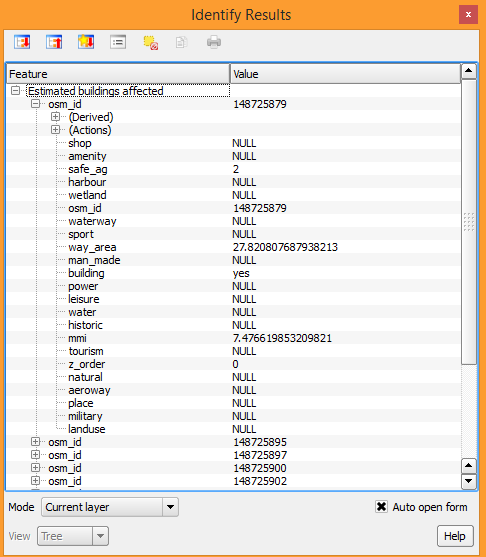 Identify Results
x
Feature Value
Estimated buildings affected
osm_id 148725879
(Derived)
(Actions)
shop NULL
amenity NULL
safe_ag 2
harbour NULL
wetland NULL
osm_id 148725879
waterway NULL
sport NULL
way_area 27.820807687938213
man_made NULL
building yes
power NULL
leisure NULL
water NULL
historic NULL
mmi 7.476619853209821
tourism NULL
z_order 0
natural NULL
aeroway NULL
place NULL
military NULL
landuse NULL
osm_id 148725895
osm_id 148725897
osm_id 148725900
osm_id 148725902
Mode Current layer Auto open form
View Tree Help